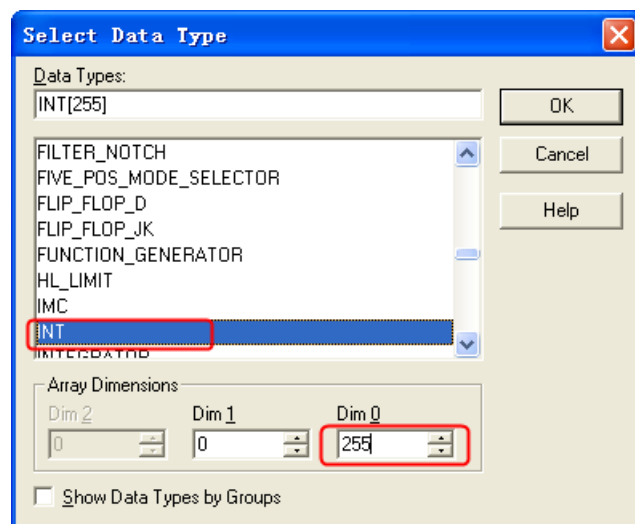 Select Data Type
Data Types:
INT[255]
OK
FILTER_NOTCH
Cancel
FIVE_POS_MODE_SELECTOR
FLIP_FLOP_D
Help
FLIP_FLOP_JK
FUNCTION_GENERATOR
HL_LIMIT
IMC
INT
INTEGRATOR
Array Dimensions
Dim 2 Dim 1 Dim 0
0 0 255
Show Data Types by Groups